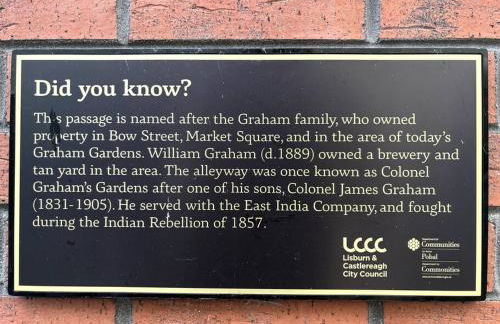 Did you know?
This passage is named after the Graham family, who owned
property in Bow Street, Market Square, and in the area of today's
Graham Gardens. William Graham (d.1889) owned a brewery and
tan yard in the area. The alleyway was once known as Colonel
Graham's Gardens after one of his sons, Colonel James Graham
(1831-1905). He served with the East India Company, and fought
during the Indian Rebellion of 1857.
LCCC
Lisburn &
Castlereagh
City Council
Communities
Pobal
Commonities